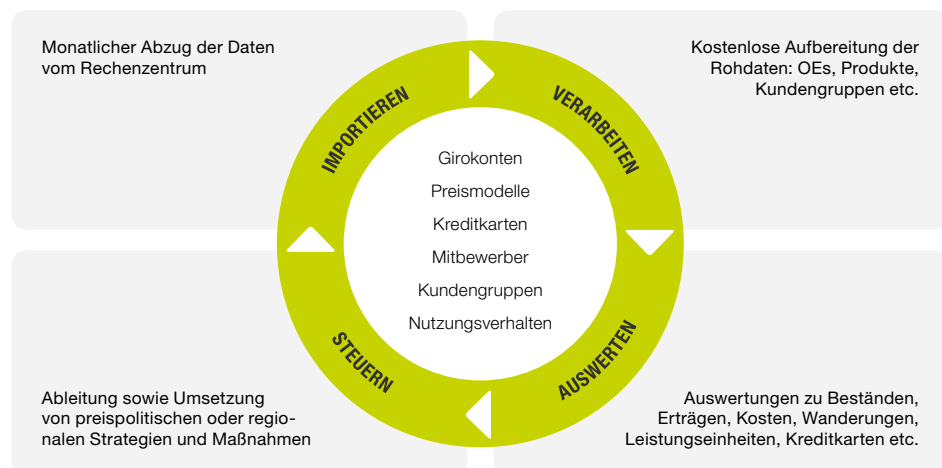 Monatlicher Abzug der Daten
vom Rechenzentrum
Kostenlose Aufbereitung der
Rohdaten: OEs, Produkte,
Kundengruppen etc.
IMPORTIEREN
VERARBEITEN
Girokonten
Preismodelle
Kreditkarten
Mitbewerber
Kundengruppen
Nutzungsverhalten
STEUERN
AUSWERTEN
Ableitung sowie Umsetzung
von preispolitischen oder regio-
nalen Strategien und Maßnahmen
Auswertungen zu Beständen,
Erträgen, Kosten, Wanderungen,
Leistungseinheiten, Kreditkarten etc.